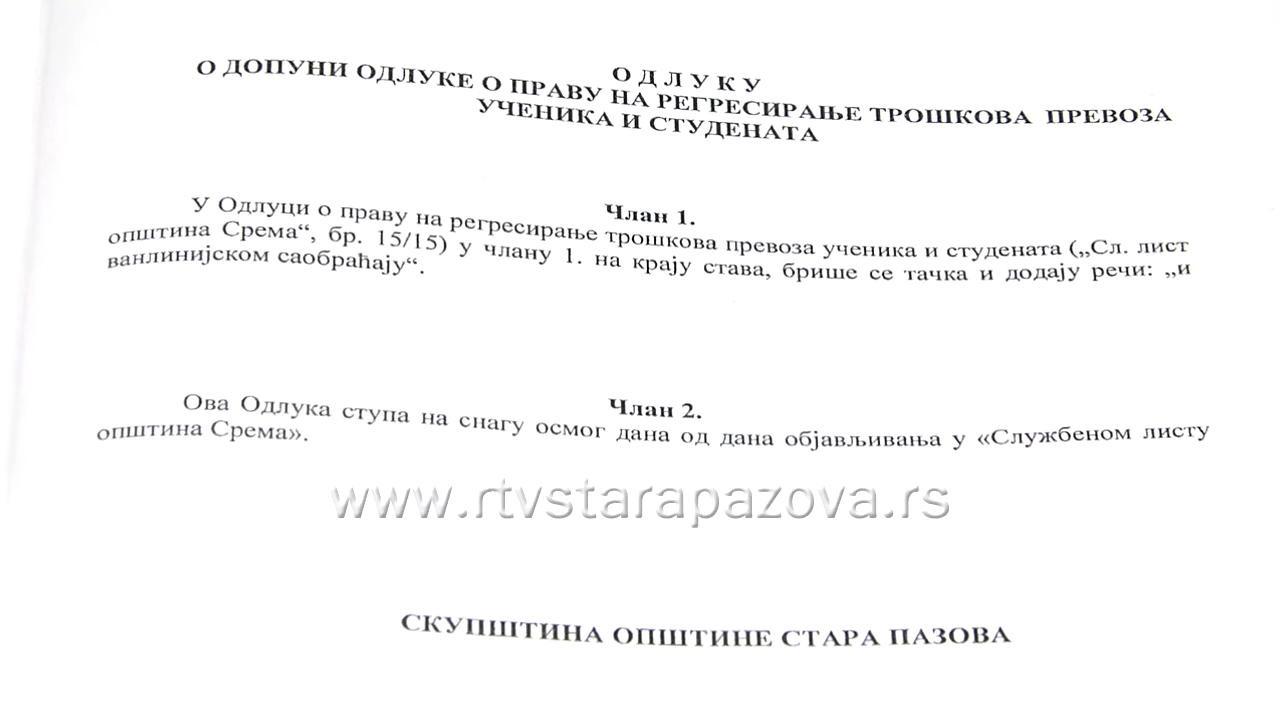 О Д Л У К У
О ДОПУНИ ОДЛУКЕ О ПРАВУ НА РЕГРЕСИРАЊЕ ТРОШКОВА ПРЕВОЗА
УЧЕНИКА И СТУДЕНАТА
Члан 1.
У Одлуци о праву на регресирање трошкова превоза ученика и студената („Сл. лист
општина Срема“, бр. 15/15) у члану 1. на крају става, брише се тачка и додају речи: „и
ванлинијском саобраћају“.
Члан 2.
Ова Одлука ступа на снагу осмог дана од дана објављивања у «Службеном листу
општина Срема».
www.rtvstarapazova.rs
СКУПШТИНА ОПШТИНЕ СТАРА ПАЗОВА